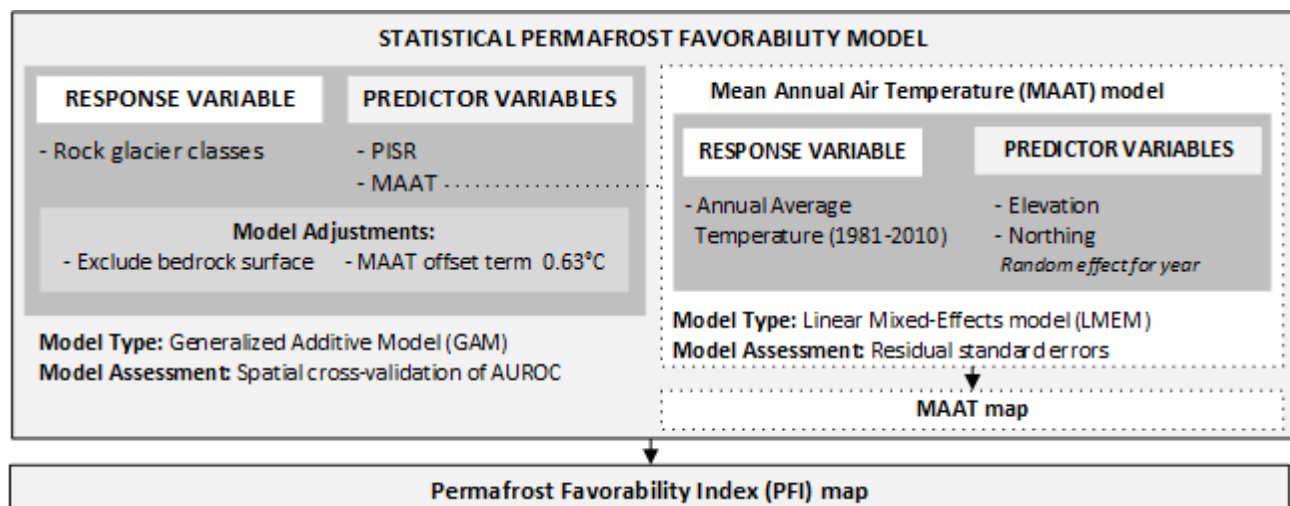 STATISTICAL PERMAFROST FAVORABILITY MODEL
RESPONSE VARIABLE
PREDICTOR VARIABLES
- Rock glacier classes
- PISR
- MAAT
Model Adjustments:
- Exclude bedrock surface - MAAT offset term 0.63°C
Model Type: Generalized Additive Model (GAM)
Model Assessment: Spatial cross-validation of AUROC
Mean Annual Air Temperature (MAAT) model
RESPONSE VARIABLE
PREDICTOR VARIABLES
- Annual Average
Temperature (1981-2010)
- Elevation
- Northing
Random effect for year
Model Type: Linear Mixed-Effects model (LMEM)
Model Assessment: Residual standard errors
MAAT map
Permafrost Favorability Index (PFI) map